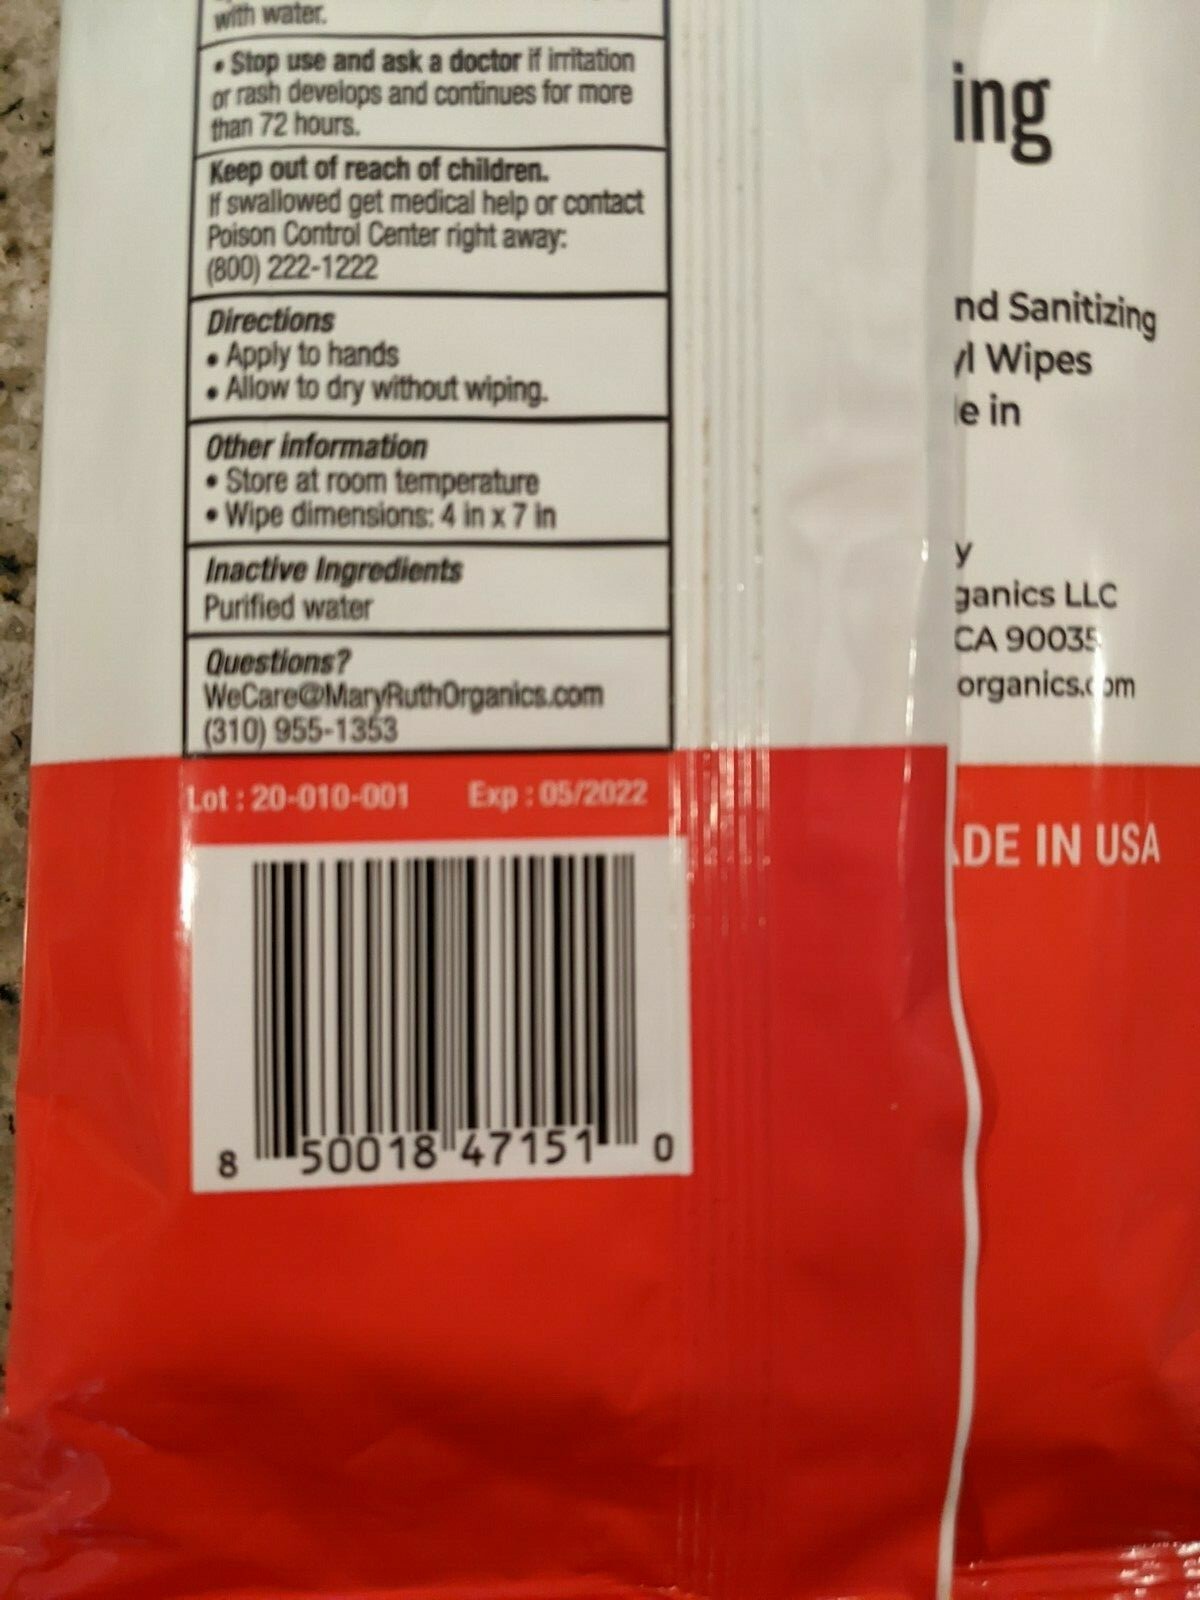 with water.
• Stop use and ask a doctor if irritation
or rash develops and continues for more
than 72 hours.
Keep out of reach of children.
If swallowed get medical help or contact
Poison Control Center right away:
(800) 222-1222
Directions
• Apply to hands
• Allow to dry without wiping.
Other information
• Store at room temperature
• Wipe dimensions: 4 in x 7 in
Inactive Ingredients
Purified water
Questions?
WeCare@MaryRuthOrganics.com
(310) 955-1353
Lot : 20-010-001 Exp : 05/2022
8 50018 47151 0
ing
nd Sanitizing
yl Wipes
e in
y
ganics LLC
CA 90035
organics.com
ADE IN USA